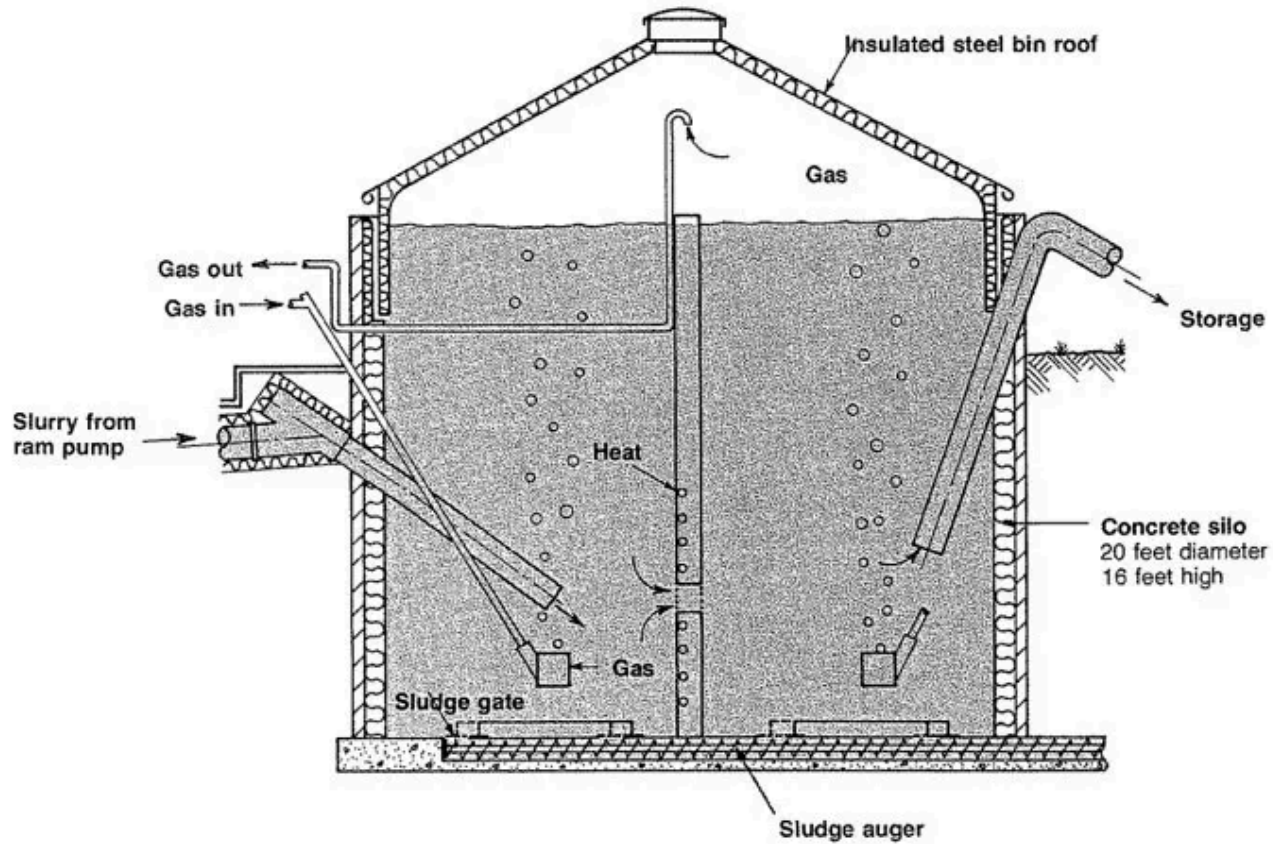 Insulated steel bin roof
Gas
Gas out
Gas in
Storage
Slurry from
ram pump
Heat
Concrete silo
20 feet diameter
16 feet high
Gas
Sludge gate
Sludge auger